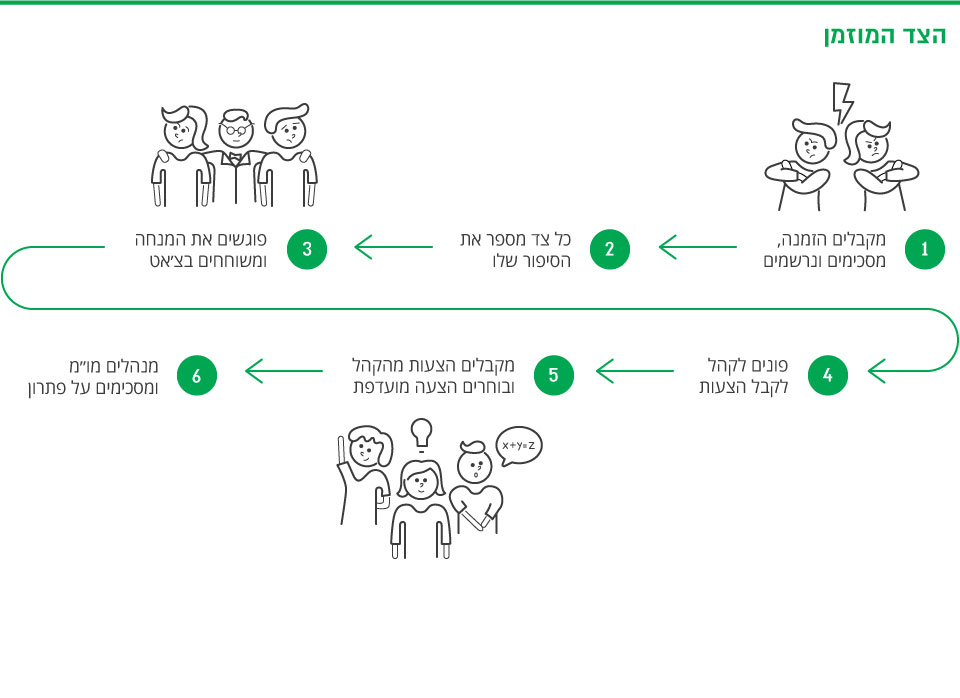 הצד המוזמן
1
מקבלים הזמנה,
מסכימים ונרשמים
2
כל צד מספר את
הסיפור שלו
3
פוגשים את המנחה
ומשוחחים בצ׳אט
4
פונים לקהל
לקבל הצעות
5
מקבלים הצעות מהקהל
ובוחרים הצעה מועדפת
6
מנהלים מו״מ
ומסכימים על פתרון
x+y=z